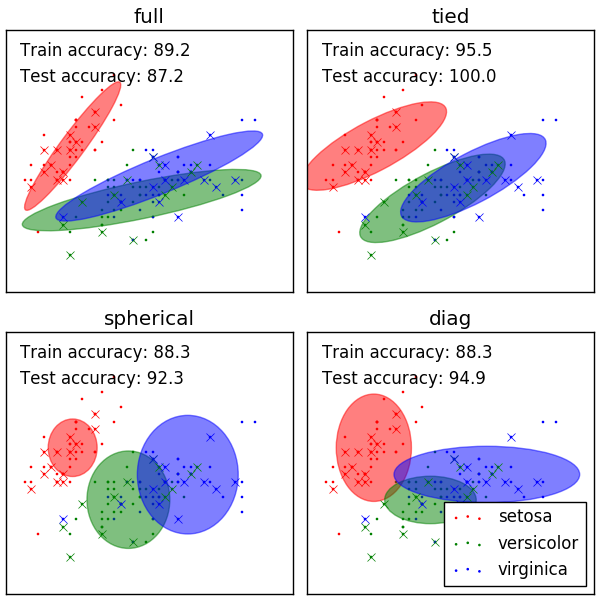 full
Train accuracy: 89.2
Test accuracy: 87.2
tied
Train accuracy: 95.5
Test accuracy: 100.0
spherical
Train accuracy: 88.3
Test accuracy: 92.3
diag
Train accuracy: 88.3
Test accuracy: 94.9
setosa
versicolor
virginica